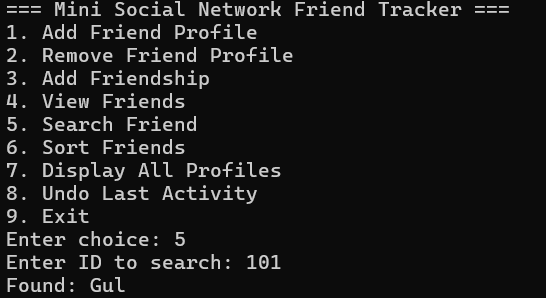 === Mini Social Network Friend Tracker ===
1. Add Friend Profile
2. Remove Friend Profile
3. Add Friendship
4. View Friends
5. Search Friend
6. Sort Friends
7. Display All Profiles
8. Undo Last Activity
9. Exit
Enter choice: 5
Enter ID to search: 101
Found: Gul